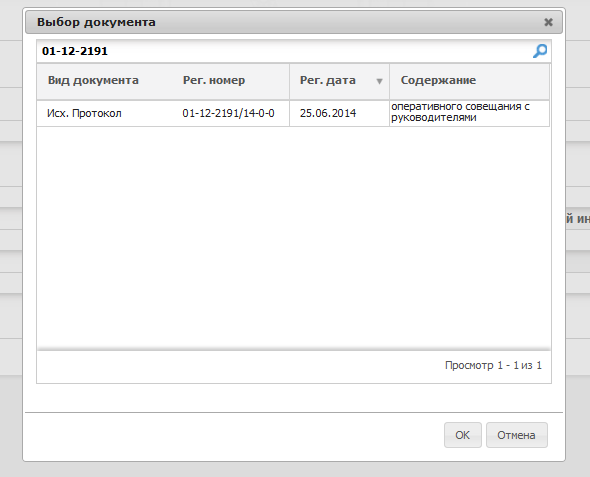 Выбор документа
01-12-2191
Вид документа Рег. номер Рег. дата Содержание
Исх. Протокол 01-12-2191/14-0-0 25.06.2014 оперативного совещания с
руководителями
й ин
Просмотр 1 - 1 из 1
OK Отмена